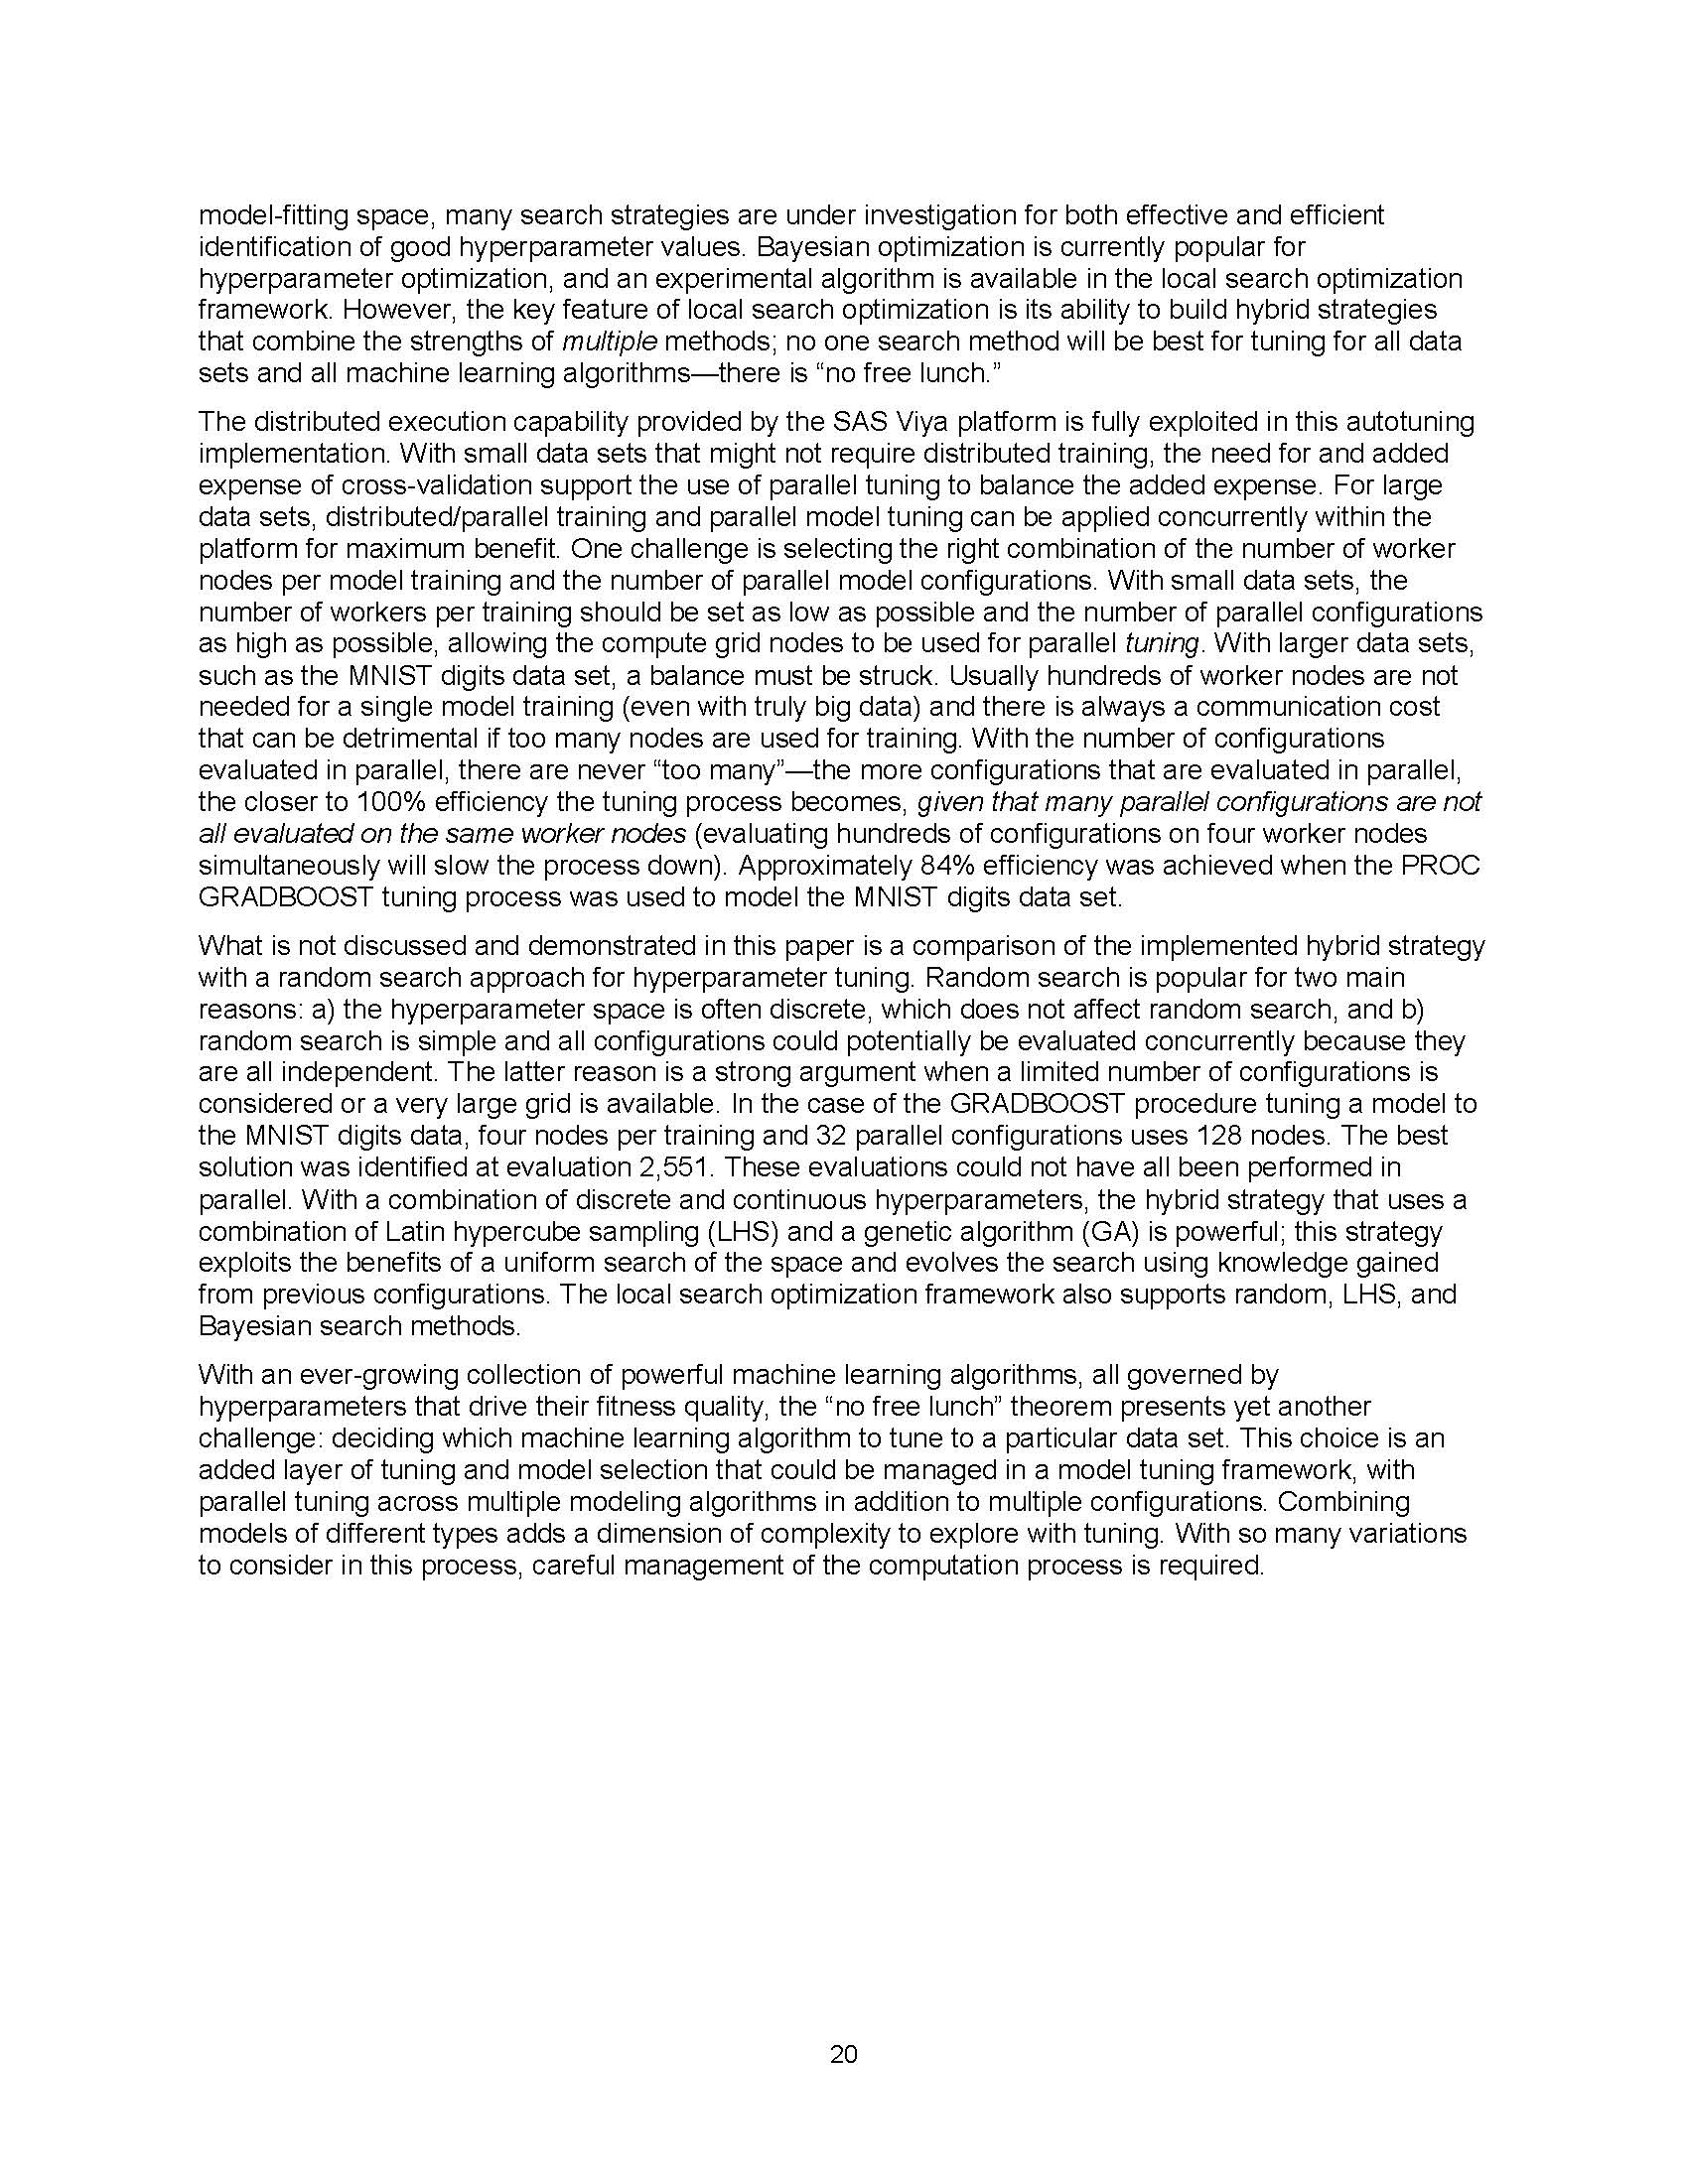 model-fitting space, many search strategies are under investigation for both effective and efficient
identification of good hyperparameter values. Bayesian optimization is currently popular for
hyperparameter optimization, and an experimental algorithm is available in the local search optimization
framework. However, the key feature of local search optimization is its ability to build hybrid strategies
that combine the strengths of multiple methods; no one search method will be best for tuning for all data
sets and all machine learning algorithms—there is “no free lunch.”
The distributed execution capability provided by the SAS Viya platform is fully exploited in this autotuning
implementation. With small data sets that might not require distributed training, the need for and added
expense of cross-validation support the use of parallel tuning to balance the added expense. For large
data sets, distributed/parallel training and parallel model tuning can be applied concurrently within the
platform for maximum benefit. One challenge is selecting the right combination of the number of worker
nodes per model training and the number of parallel model configurations. With small data sets, the
number of workers per training should be set as low as possible and the number of parallel configurations
as high as possible, allowing the compute grid nodes to be used for parallel tuning. With larger data sets,
such as the MNIST digits data set, a balance must be struck. Usually hundreds of worker nodes are not
needed for a single model training (even with truly big data) and there is always a communication cost
that can be detrimental if too many nodes are used for training. With the number of configurations
evaluated in parallel, there are never “too many”—the more configurations that are evaluated in parallel,
the closer to 100% efficiency the tuning process becomes, given that many parallel configurations are not
all evaluated on the same worker nodes (evaluating hundreds of configurations on four worker nodes
simultaneously will slow the process down). Approximately 84% efficiency was achieved when the PROC
GRADBOOST tuning process was used to model the MNIST digits data set.
What is not discussed and demonstrated in this paper is a comparison of the implemented hybrid strategy
with a random search approach for hyperparameter tuning. Random search is popular for two main
reasons: a) the hyperparameter space is often discrete, which does not affect random search, and b)
random search is simple and all configurations could potentially be evaluated concurrently because they
are all independent. The latter reason is a strong argument when a limited number of configurations is
considered or a very large grid is available. In the case of the GRADBOOST procedure tuning a model to
the MNIST digits data, four nodes per training and 32 parallel configurations uses 128 nodes. The best
solution was identified at evaluation 2,551. These evaluations could not have all been performed in
parallel. With a combination of discrete and continuous hyperparameters, the hybrid strategy that uses a
combination of Latin hypercube sampling (LHS) and a genetic algorithm (GA) is powerful; this strategy
exploits the benefits of a uniform search of the space and evolves the search using knowledge gained
from previous configurations. The local search optimization framework also supports random, LHS, and
Bayesian search methods.
With an ever-growing collection of powerful machine learning algorithms, all governed by
hyperparameters that drive their fitness quality, the “no free lunch” theorem presents yet another
challenge: deciding which machine learning algorithm to tune to a particular data set. This choice is an
added layer of tuning and model selection that could be managed in a model tuning framework, with
parallel tuning across multiple modeling algorithms in addition to multiple configurations. Combining
models of different types adds a dimension of complexity to explore with tuning. With so many variations
to consider in this process, careful management of the computation process is required.
20